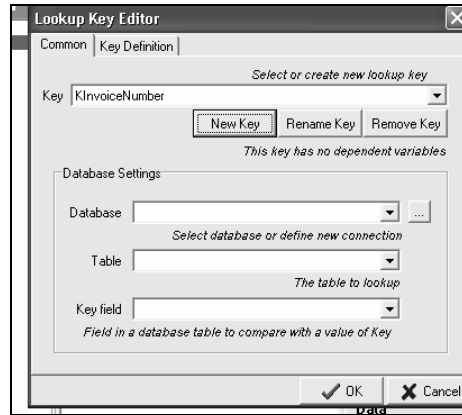 Lookup Key Editor
Common Key Definition
Select or create new lookup key
Key KInvoiceNumber
New Key Rename Key Remove Key
This key has no dependent variables
Database Settings
Database ...
Select database or define new connection
Table
The table to lookup
Key field
Field in a database table to compare with a value of Key
OK Cancel
Data